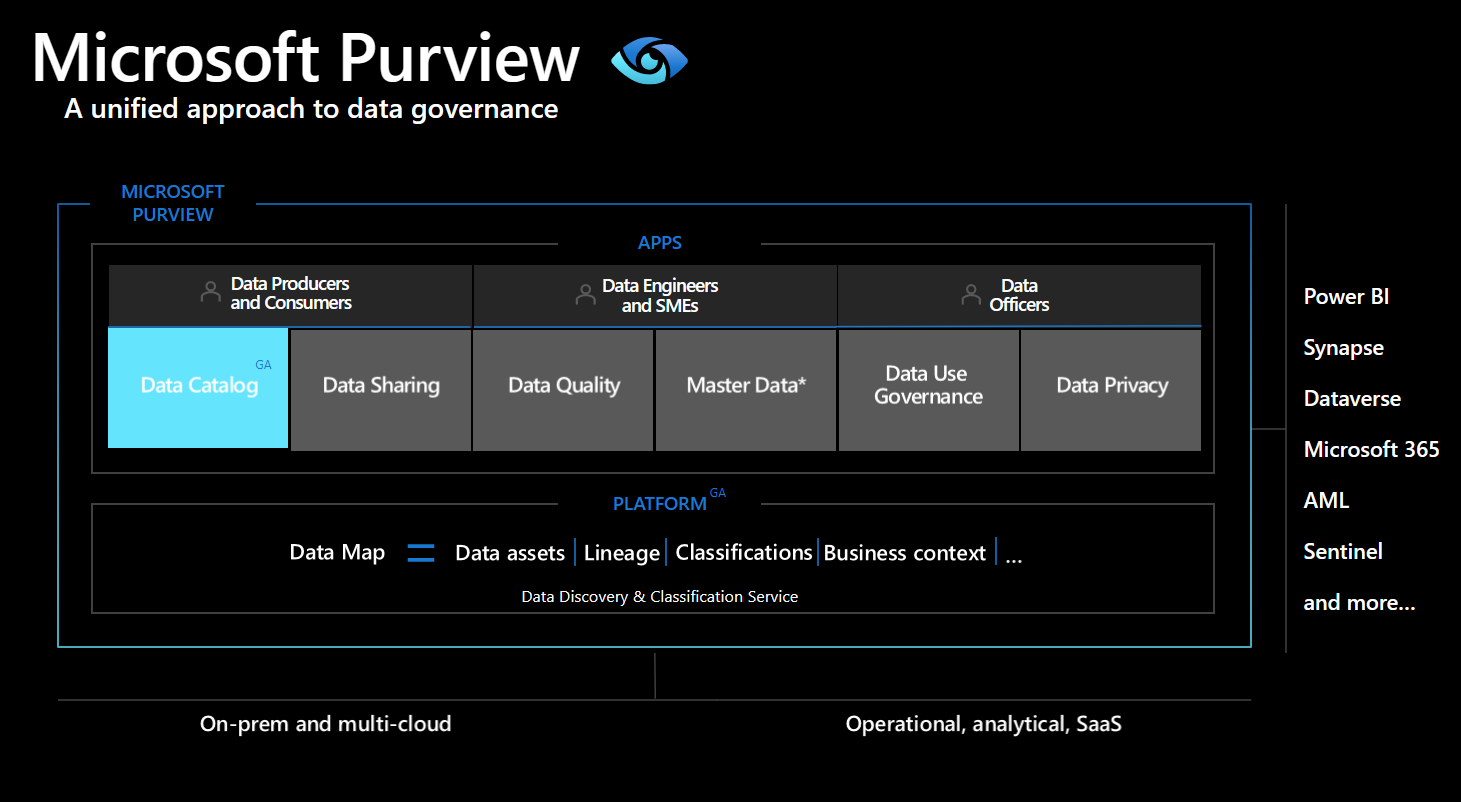 Microsoft Purview
A unified approach to data governance
MICROSOFT
PURVIEW
APPS
Data Producers
and Consumers
Data Engineers
and SMEs
Data
Officers
GA
Data Catalog
Data Sharing
Data Quality
Master Data*
Data Use
Governance
Data Privacy
PLATFORM GA
Data Map = Data assets | Lineage | Classifications | Business context | ...
Data Discovery & Classification Service
Power BI
Synapse
Dataverse
Microsoft 365
AML
Sentinel
and more...
On-prem and multi-cloud
Operational, analytical, SaaS